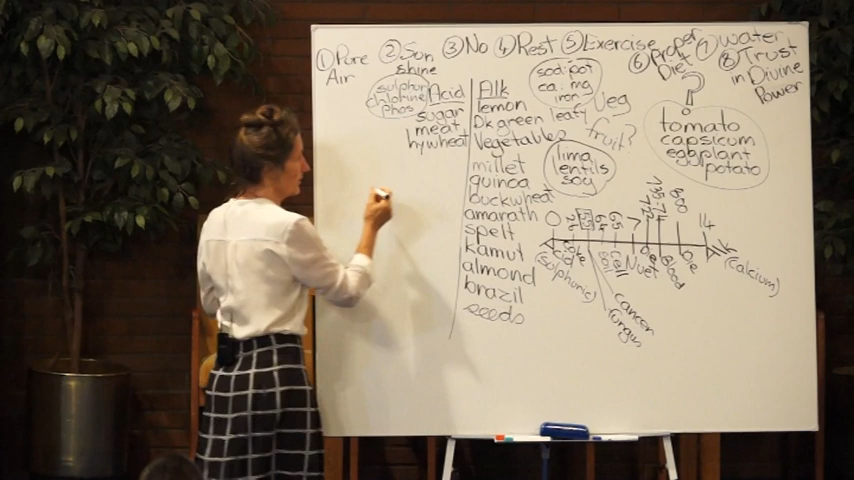 ① Pure Air
② Sun shine
③ No
④ Rest
⑤ Exercise
⑥ Proper Diet
⑦ Water
⑧ Trust in Divine Power
sulphur
chlorine
phos
Acid
sugar
meat
hywheat
Alk
lemon
Dk green leafy
Vegetables
millet
quinoa
buckwheat
amarath
spelt
kamut
almond
brazil
seeds
sod. pot
ca. mg
iron
Veg
fruit?
lima
lentils
soy
?
tomato
capsicum
eggplant
potato
0
7
14
Acid
(sulphuric)
cancer
fungus
Blood
(calcium)